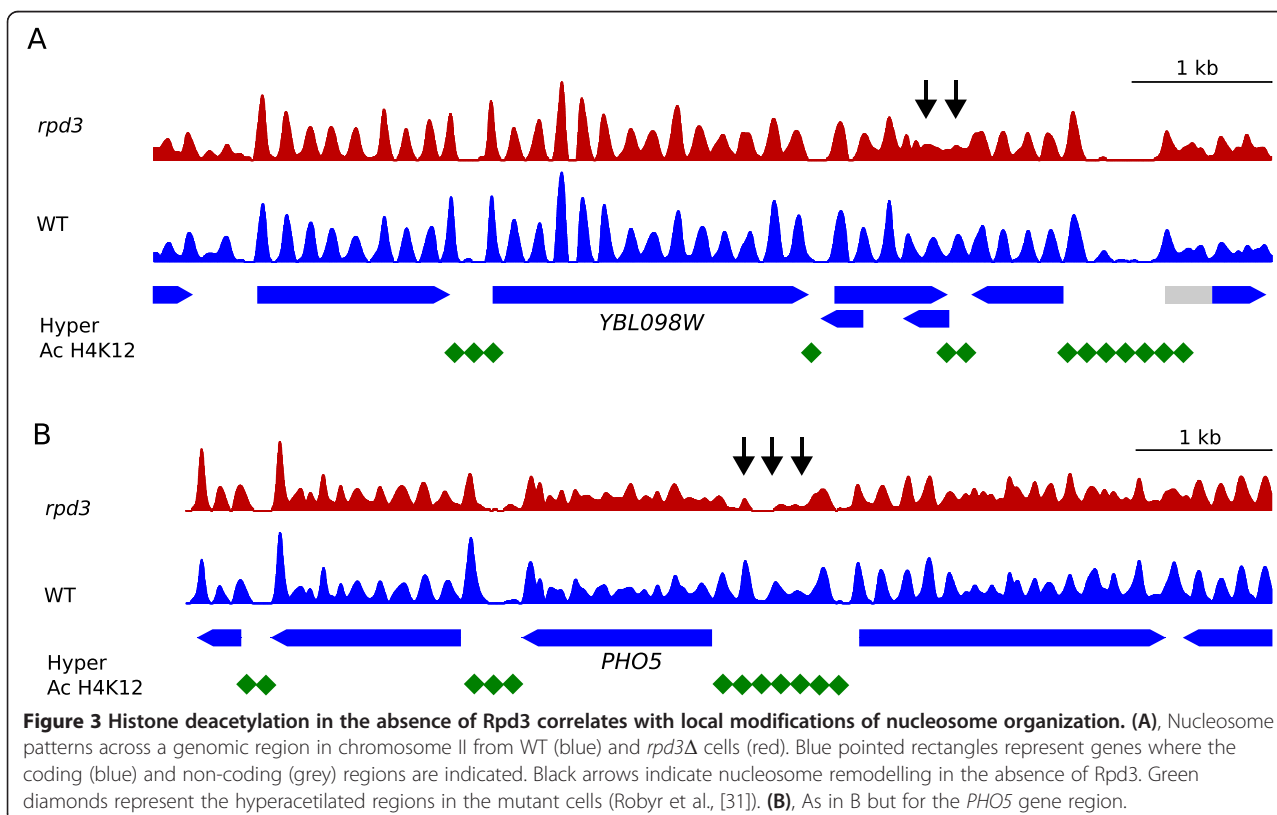 A
1 kb
rpd3
WT
YBL098W
Hyper
Ac H4K12
B
1 kb
rpd3
WT
PHO5
Hyper
Ac H4K12
Figure 3 Histone deacetylation in the absence of Rpd3 correlates with local modifications of nucleosome organization. (A), Nucleosome
patterns across a genomic region in chromosome II from WT (blue) and rpd3Δ cells (red). Blue pointed rectangles represent genes where the
coding (blue) and non-coding (grey) regions are indicated. Black arrows indicate nucleosome remodelling in the absence of Rpd3. Green
diamonds represent the hyperacetilated regions in the mutant cells (Robyr et al., [31]). (B), As in B but for the PHO5 gene region.